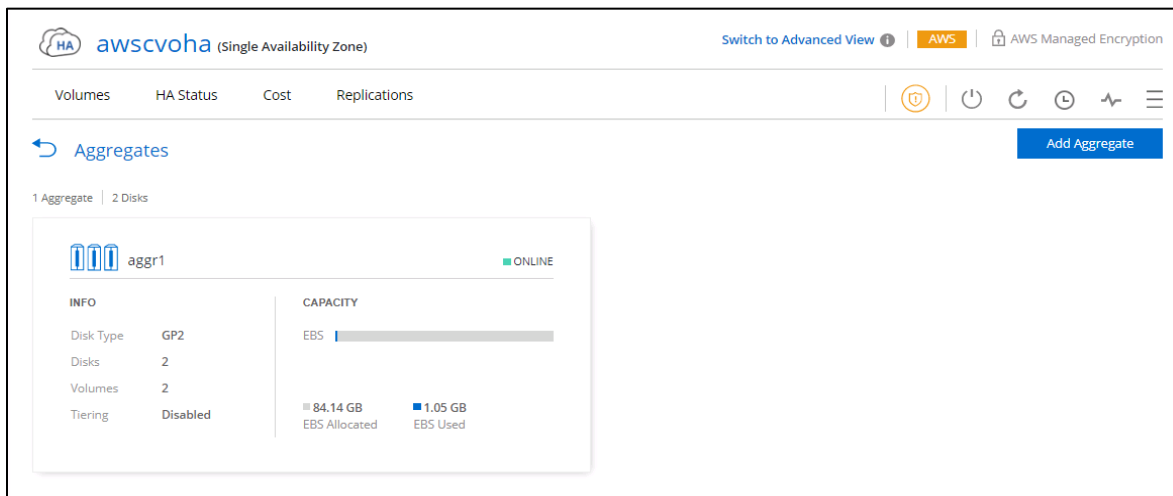 HA awscvoha (Single Availability Zone) Switch to Advanced View i AWS AWS Managed Encryption
Volumes HA Status Cost Replications
Aggregates Add Aggregate
1 Aggregate 2 Disks
aggr1 ONLINE
INFO CAPACITY
Disk Type GP2 EBS
Disks 2
Volumes 2
Tiering Disabled 84.14 GB 1.05 GB
EBS Allocated EBS Used